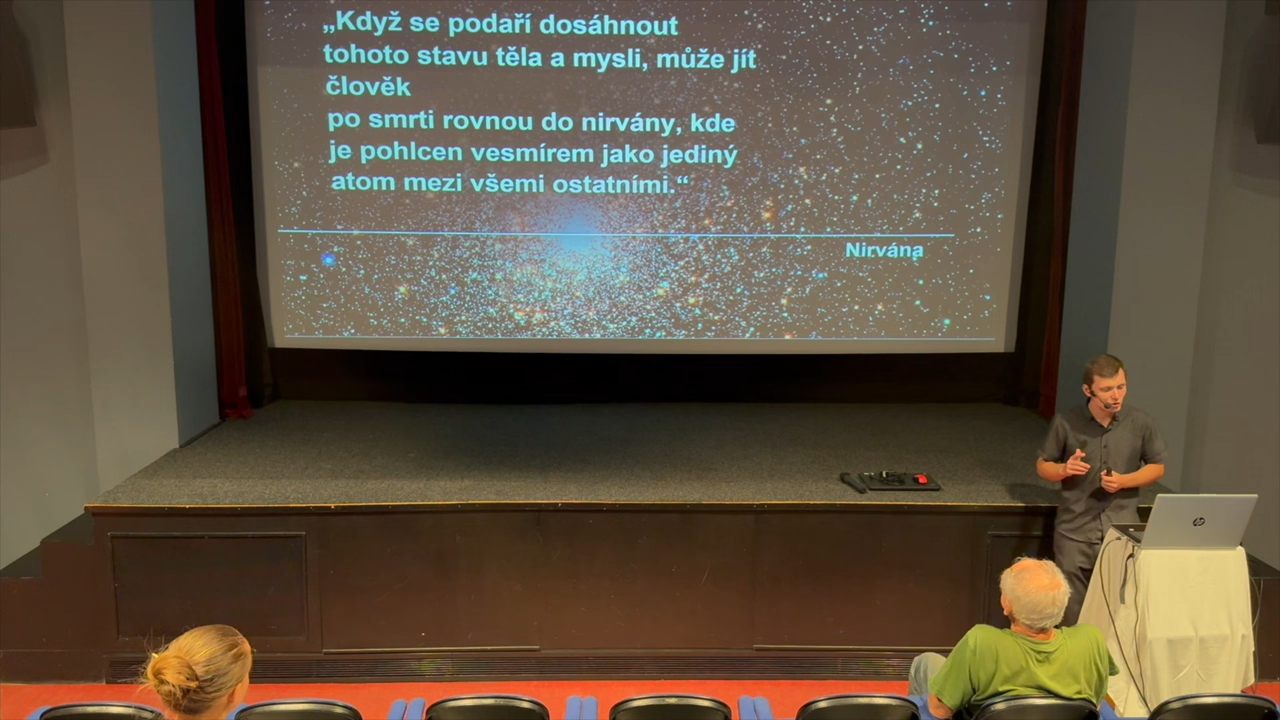 „Když se podaří dosáhnout
tohoto stavu těla a mysli, může jít
člověk
po smrti rovnou do nirvány, kde
je pohlcen vesmírem jako jediný
atom mezi všemi ostatními.“
Nirvána
hp